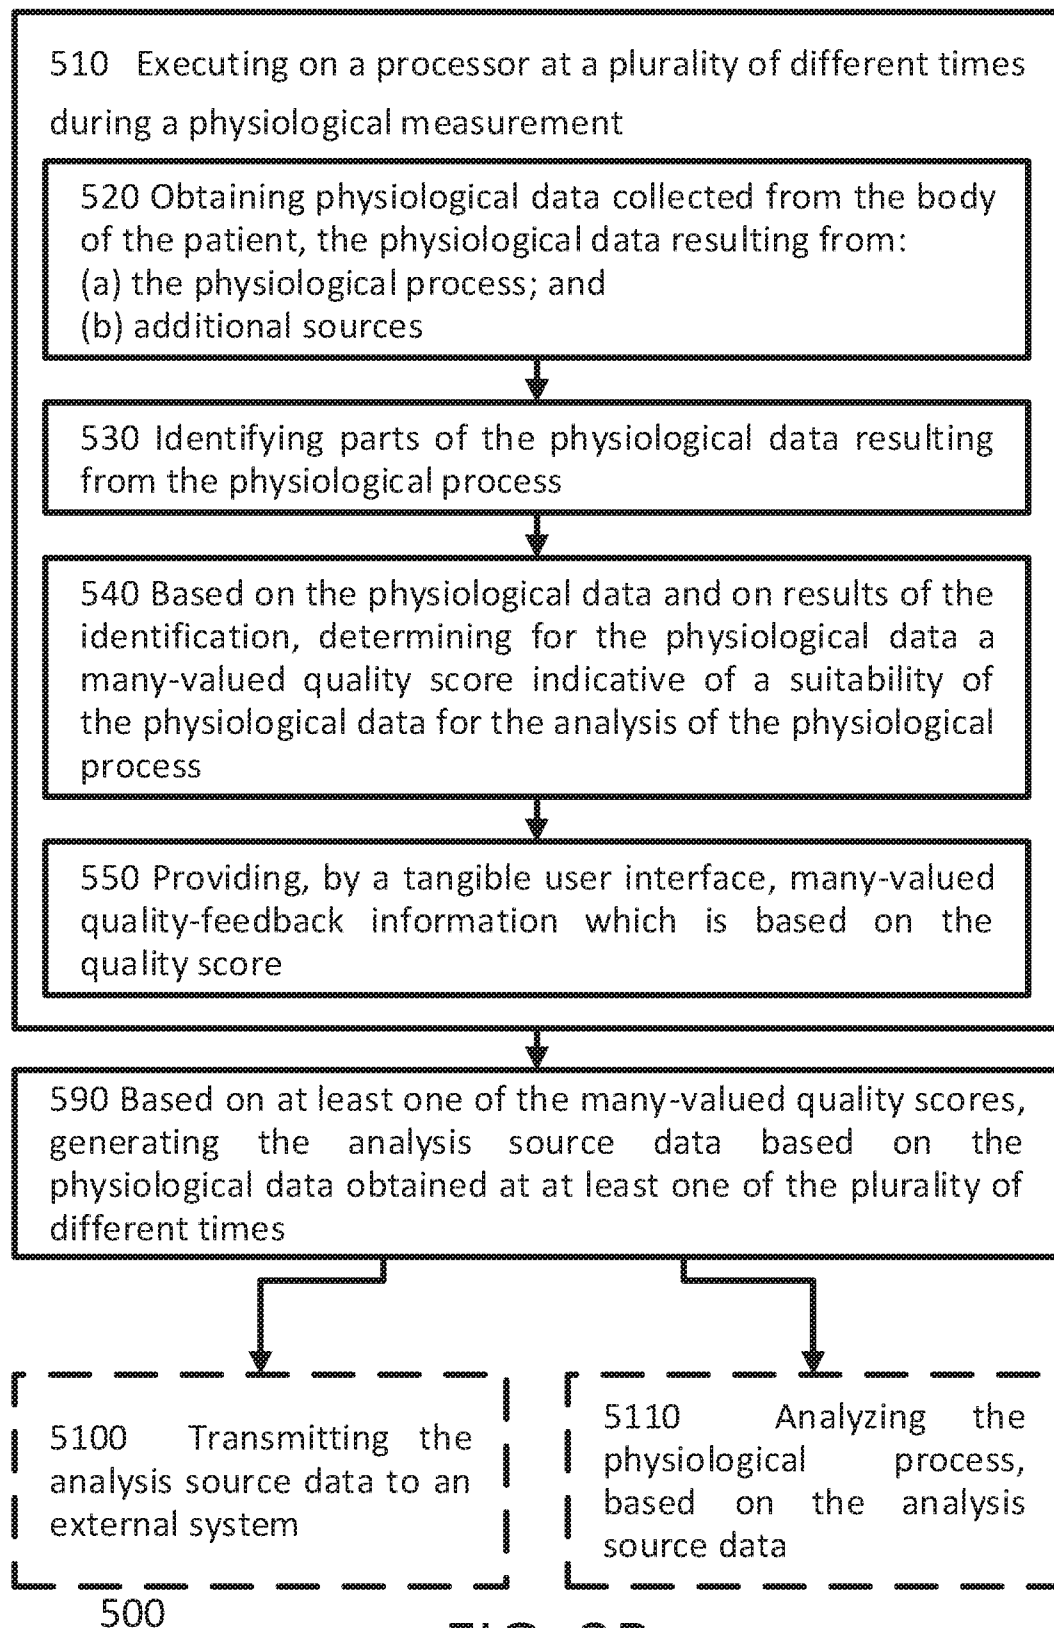 510 Executing on a processor at a plurality of different times
during a physiological measurement
520 Obtaining physiological data collected from the body
of the patient, the physiological data resulting from:
(a) the physiological process; and
(b) additional sources
530 Identifying parts of the physiological data resulting
from the physiological process
540 Based on the physiological data and on results of the
identification, determining for the physiological data a
many-valued quality score indicative of a suitability of
the physiological data for the analysis of the physiological
process
550 Providing, by a tangible user interface, many-valued
quality-feedback information which is based on the
quality score
590 Based on at least one of the many-valued quality scores,
generating the analysis source data based on the
physiological data obtained at at least one of the plurality of
different times
5100 Transmitting the
analysis source data to an
external system
5110 Analyzing the
physiological process,
based on the analysis
source data
500